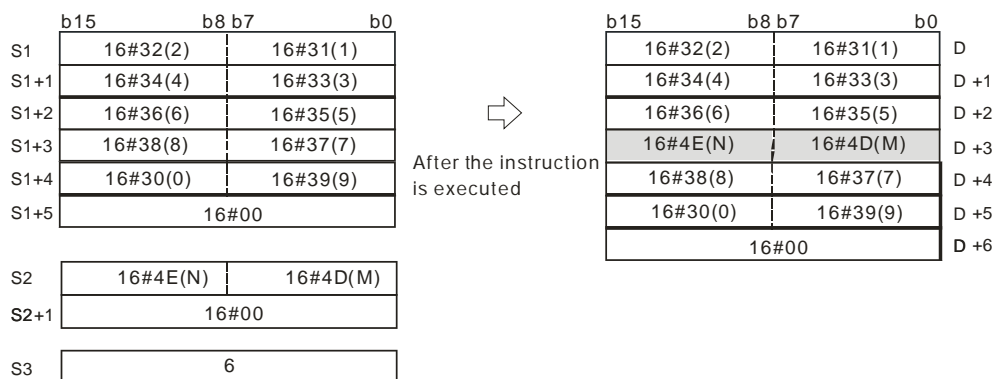 b15 b8 b7 b0 b15 b8 b7 b0
S1 16#32(2) 16#31(1) 16#32(2) 16#31(1) D
S1+1 16#34(4) 16#33(3) 16#34(4) 16#33(3) D +1
S1+2 16#36(6) 16#35(5) 16#36(6) 16#35(5) D +2
S1+3 16#38(8) 16#37(7) 16#4E(N) 16#4D(M) D +3
After the instruction
is executed
S1+4 16#30(0) 16#39(9) 16#38(8) 16#37(7) D +4
S1+5 16#00 16#30(0) 16#39(9) D +5
16#00 D +6
S2 16#4E(N) 16#4D(M)
S2+1 16#00
S3 6